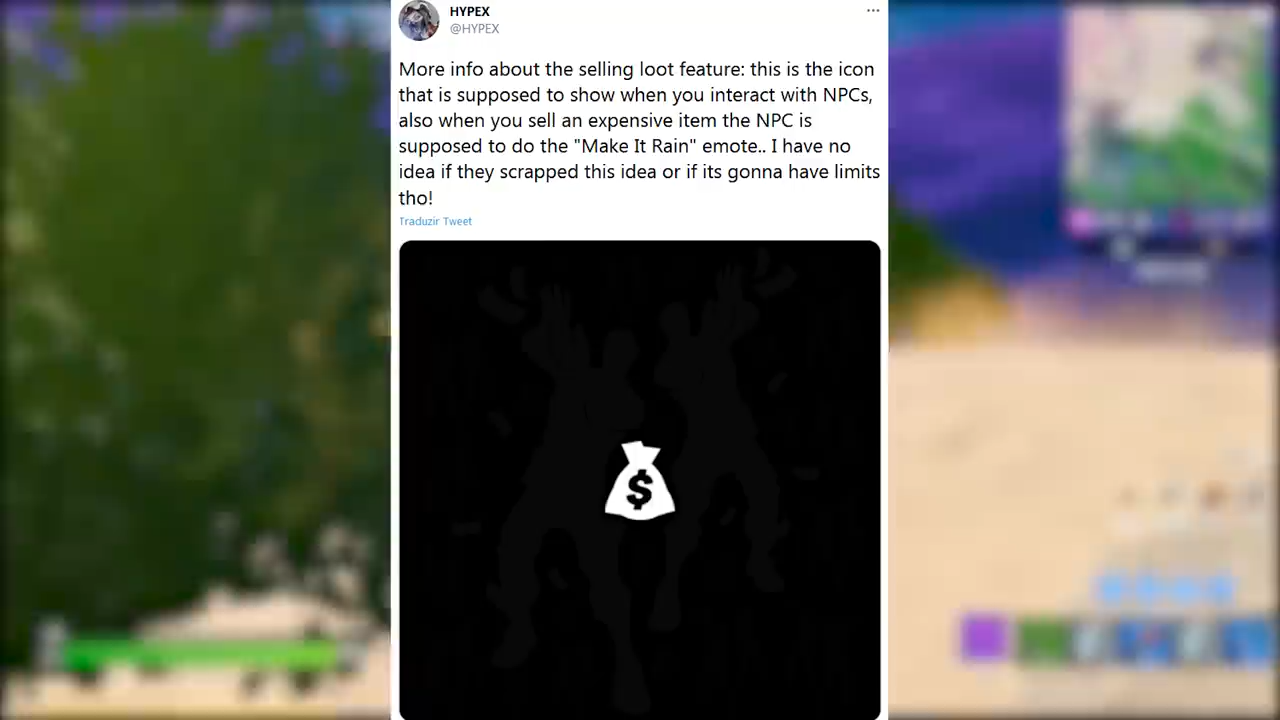 HYPEX
@HYPEX
More info about the selling loot feature: this is the icon
that is supposed to show when you interact with NPCs,
also when you sell an expensive item the NPC is
supposed to do the "Make It Rain" emote.. I have no
idea if they scrapped this idea or if its gonna have limits
tho!
Traduzir Tweet
$